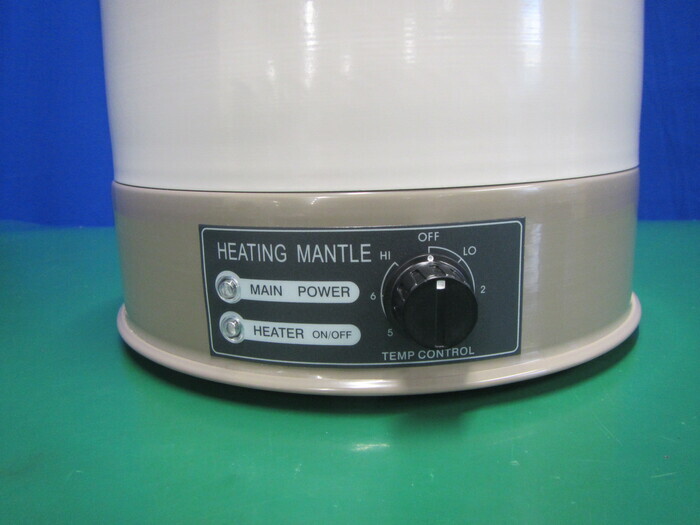 HEATING MANTLE
MAIN POWER
HEATER ON/OFF
OFF
HI
LO
6
2
5
TEMP CONTROL